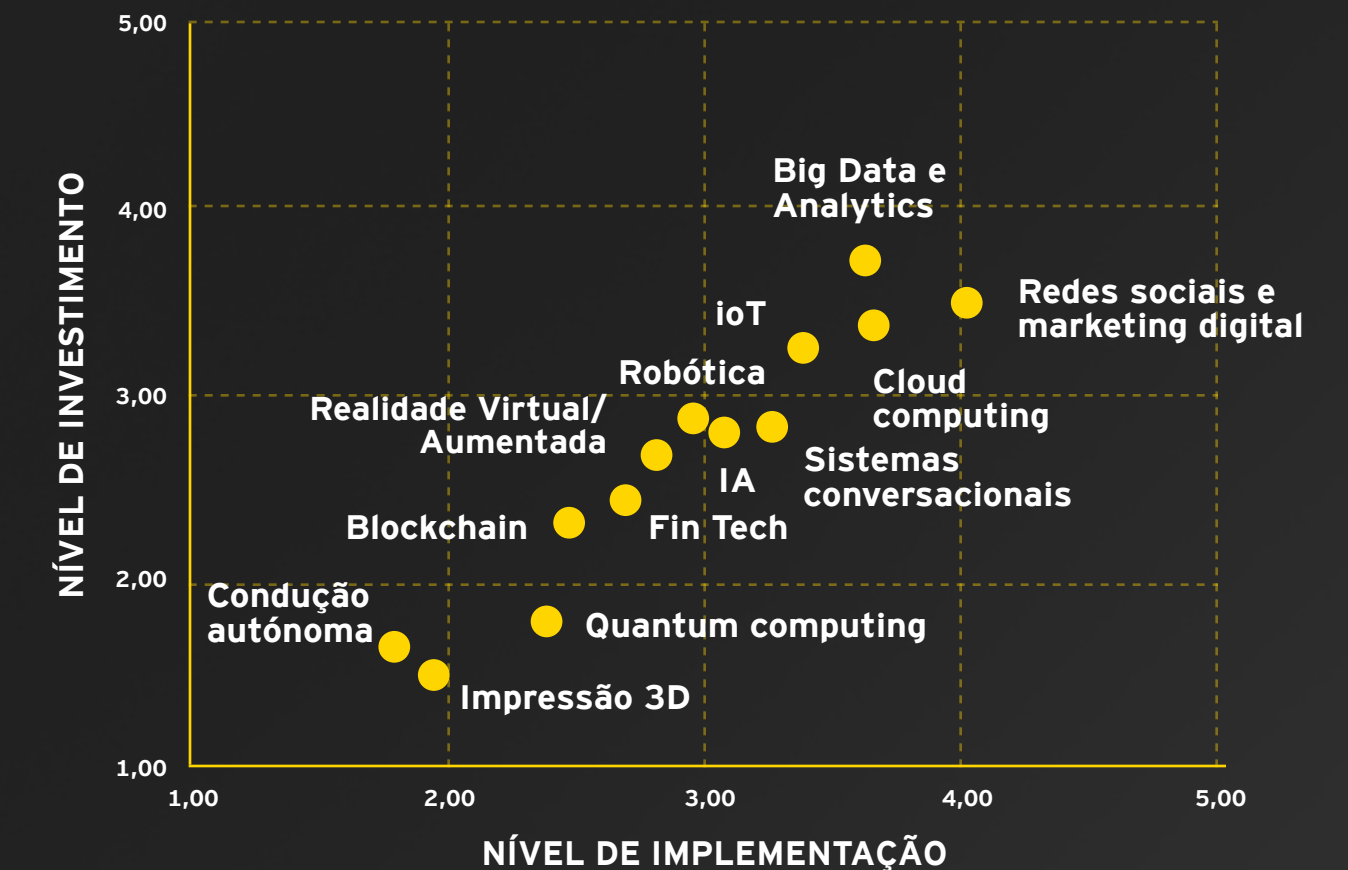 5,00
Big Data e
Analytics
4,00
Redes sociais e
marketing digital
ioT
Robótica
Cloud
computing
3,00
Realidade Virtual/
Aumentada
Sistemas
conversacionais
IA
Blockchain
Fin Tech
2,00
Condução
autónoma
Quantum computing
Impressão 3D
1,00
1,00 2,00 3,00 4,00 5,00
NÍVEL DE INVESTIMENTO
NÍVEL DE IMPLEMENTAÇÃO